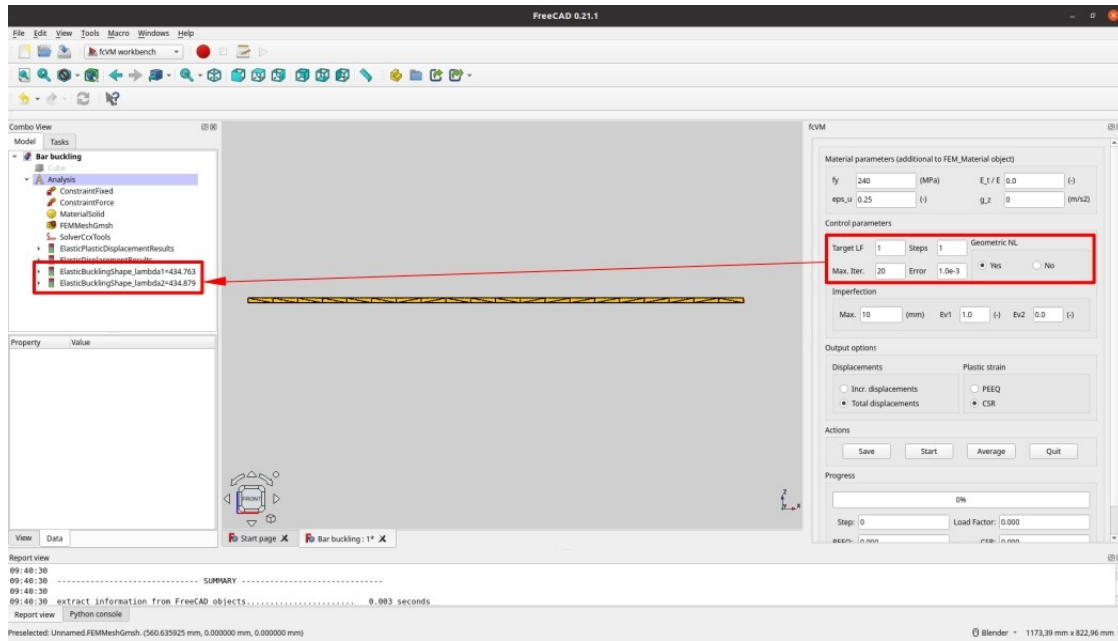 FreeCAD 0.21.1
File Edit View Tools Macro Windows Help
fcVM workbench
Combo View
fcVM
Model Tasks
Bar buckling
Cube
Analysis
ConstraintFixed
ConstraintForce
MaterialSolid
FEMMeshGmsh
SolverCcxTools
ElasticPlasticDisplacementResults
ElasticDisplacementResults
ElasticBucklingShape_lambda1=434.763
ElasticBucklingShape_lambda2=434.879
Property Value
Material parameters (additional to FEM_Material object)
fy 240 (MPa) E_t / E 0.0 (-)
eps_u 0.25 (-) g_z 0 (m/s2)
Control parameters
Target LF 1 Steps 1 Geometric NL
Max. Iter. 20 Error 1.0e-3 Yes No
Imperfection
Max. 10 (mm) Ev1 1.0 (-) Ev2 0.0 (-)
Output options
Displacements Plastic strain
Incr. displacements PEEQ
Total displacements CSR
Actions
Save Start Average Quit
Progress
0%
Step: 0 Load Factor: 0.000
PEEQ: 0.000 CSR: 0.000
FRONT
Z
Y X
View Data
Start page Bar buckling : 1*
Report view
09:40:30
09:40:30 ----------------------------- SUMMARY -----------------------------
09:40:30
09:40:30 extract information from FreeCAD objects...................... 0.003 seconds
Report view Python console
Preselected: Unnamed.FEMMeshGmsh. (560.635925 mm, 0.000000 mm, 0.000000 mm)
Blender 1173,39 mm x 822,96 mm